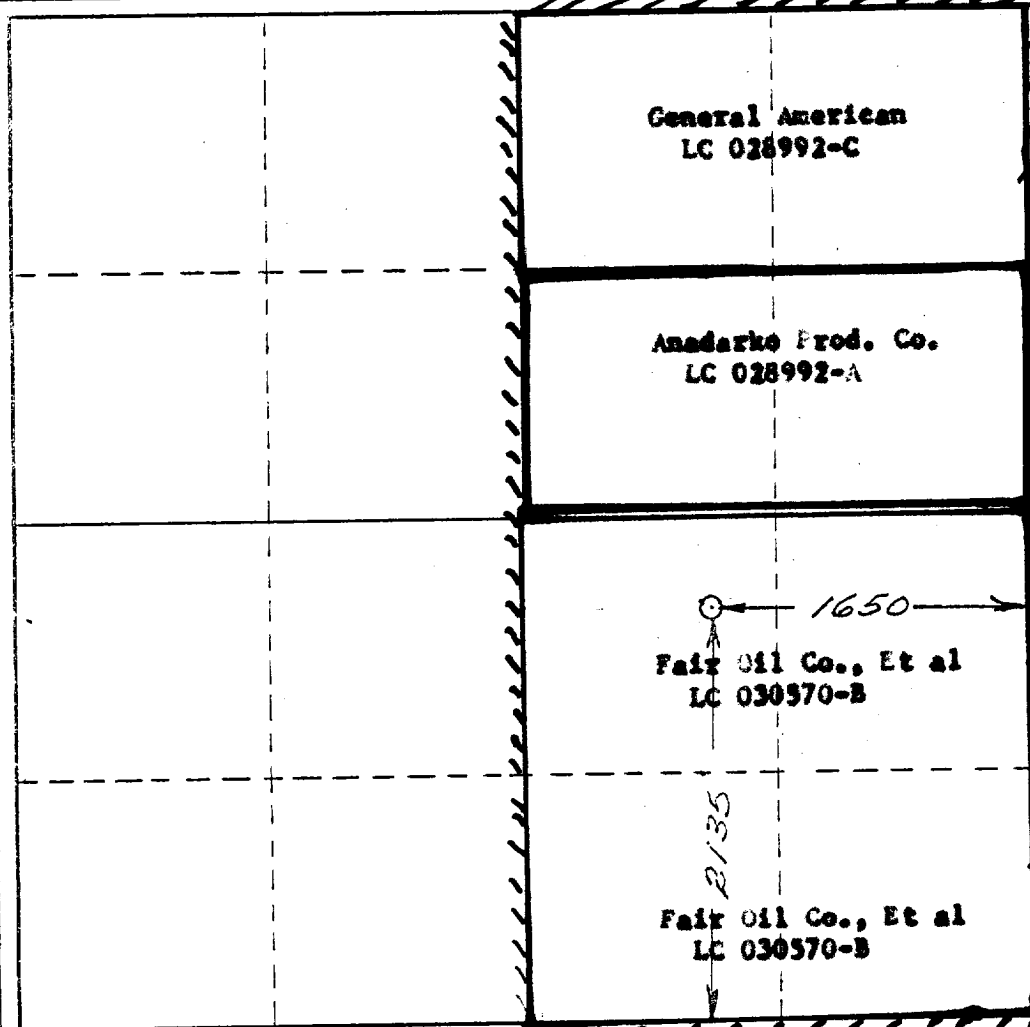 General American
LC 028992-C
Anadarko Prod. Co.
LC 028992-A
1650
Fair Oil Co., Et al
LC 030570-B
2135
Fair Oil Co., Et al
LC 030570-B